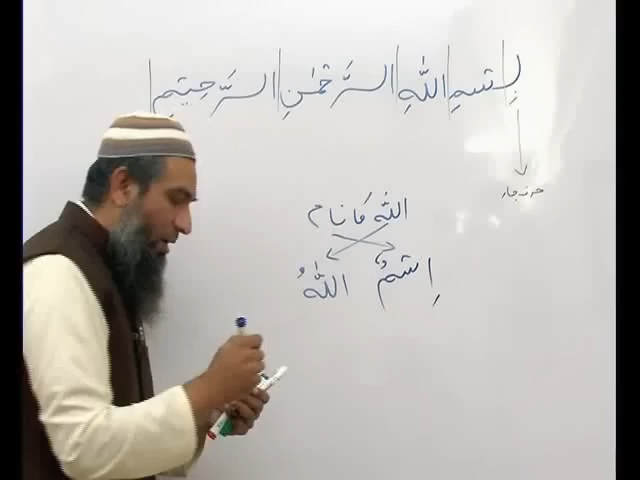 بِسْمِ اللّٰهِ الرَّحْمٰنِ الرَّحِيْمِ
حرف جار
اللّٰه کا نام
اِسْمُ اللّٰهُ